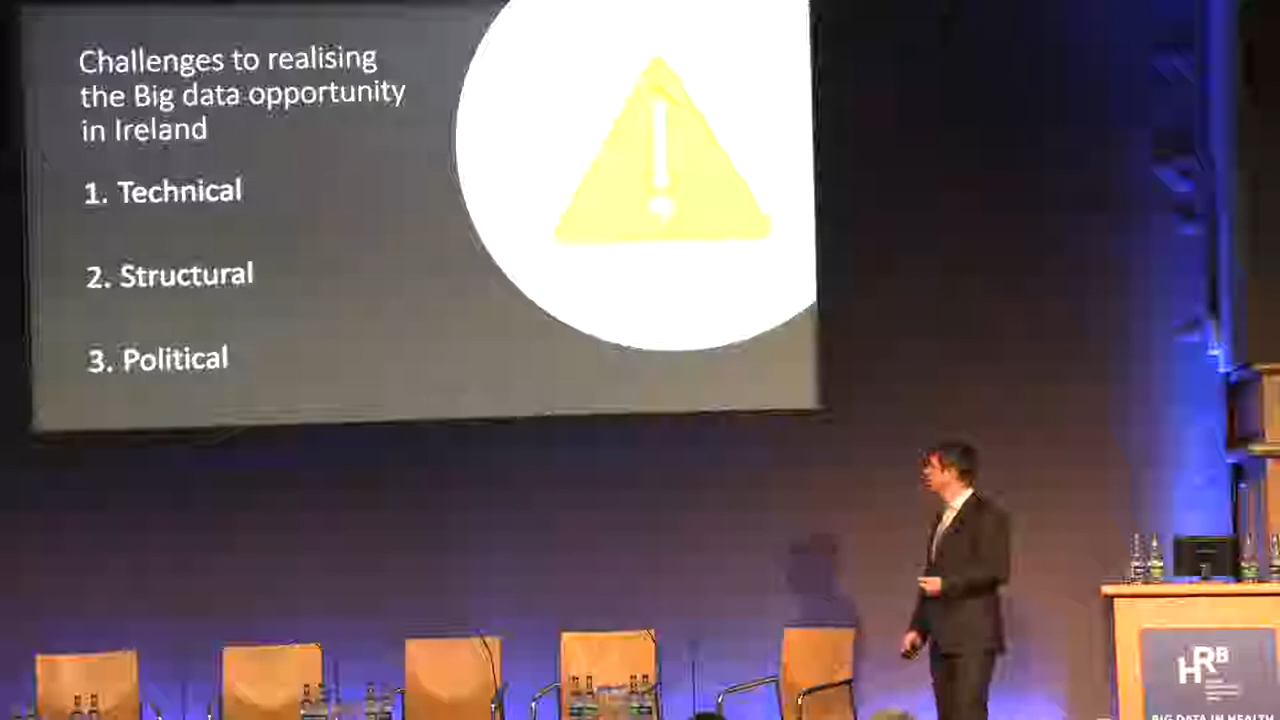 Challenges to realising
the Big data opportunity
in Ireland
1. Technical
2. Structural
3. Political
HRB
BIG DATA IN HEALTH